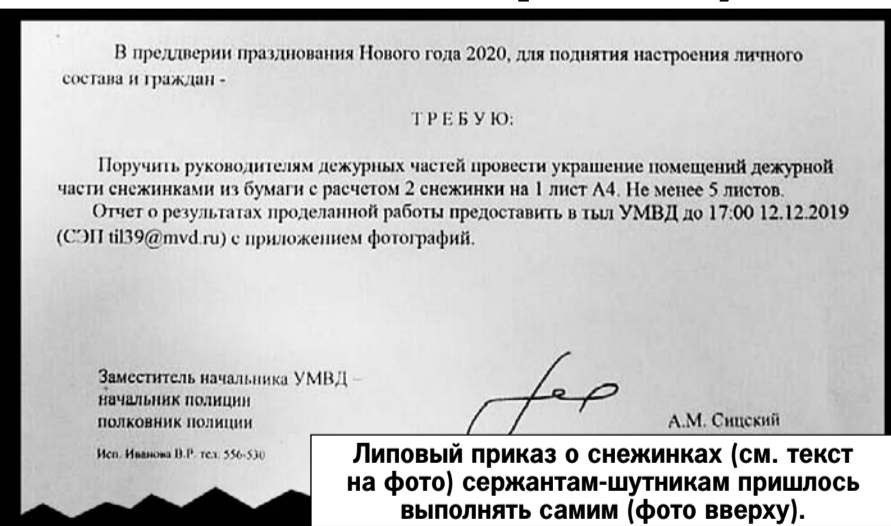 В преддверии празднования Нового года 2020, для поднятия настроения личного
состава и граждан -
ТРЕБУЮ:
Поручить руководителям дежурных частей провести украшение помещений дежурной
части снежинками из бумаги с расчетом 2 снежинки на 1 лист А4. Не менее 5 листов.
Отчет о результатах проделанной работы предоставить в тыл УМВД до 17:00 12.12.2019
(СЭП til39@mvd.ru) с приложением фотографий.
Заместитель начальника УМВД –
начальник полиции
полковник полиции
А.М. Сицский
Исп. Иванова В.Р. тел. 556-530
Липовый приказ о снежинках (см. текст
на фото) сержантам-шутникам пришлось
выполнять самим (фото вверху).